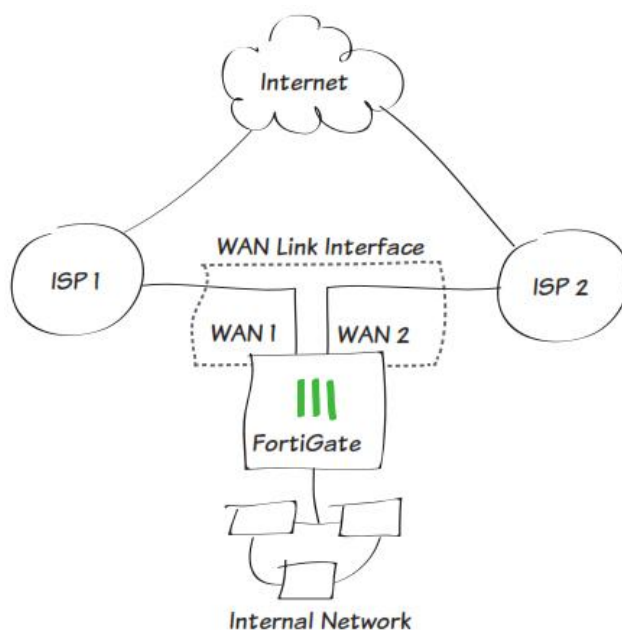 Internet
WAN Link Interface
ISP 1
ISP 2
WAN 1
WAN 2
FortiGate
Internal Network